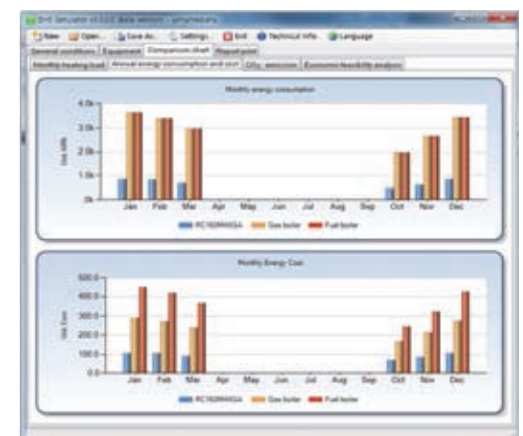 New Open... Save As.. Settings.. Exit Technical Info. Language
General conditions Equipment Comparison chart Report print
Monthly heating load Annual energy consumption and cost CO₂ emission Economic feasibility analysis
Monthly energy consumption
4.0k
3.0k
2.0k
1.0k
.0k
Jan Feb Mar Apr May Jun Jul Aug Sep Oct Nov Dec
Gas boiler Fuel boiler
Monthly Energy Cost
500.0
400.0
300.0
200.0
100.0
0.0
Jan Feb Mar Apr May Jun Jul Aug Sep Oct Nov Dec
Gas boiler Fuel boiler